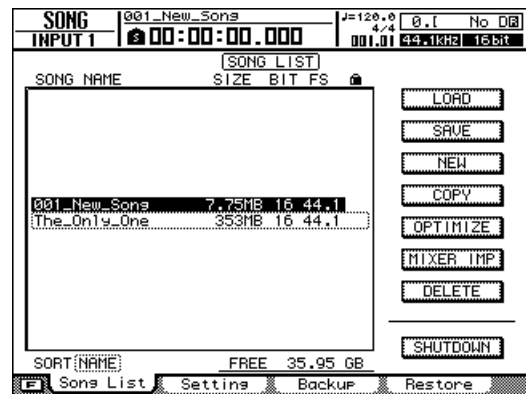 SONG 001_New_Song J=120.0 0.[ No DB
4/4
INPUT 1 S 00:00:00.000 001.01 44.1kHz 16bit
SONG LIST
SONG NAME SIZE BIT FS
001_New_Song 7.75MB 16 44.1
The_Only_One 353MB 16 44.1
LOAD
SAVE
NEW
COPY
OPTIMIZE
MIXER IMP
DELETE
SHUTDOWN
SORT NAME FREE 35.95 GB
F Song List Setting Backup Restore